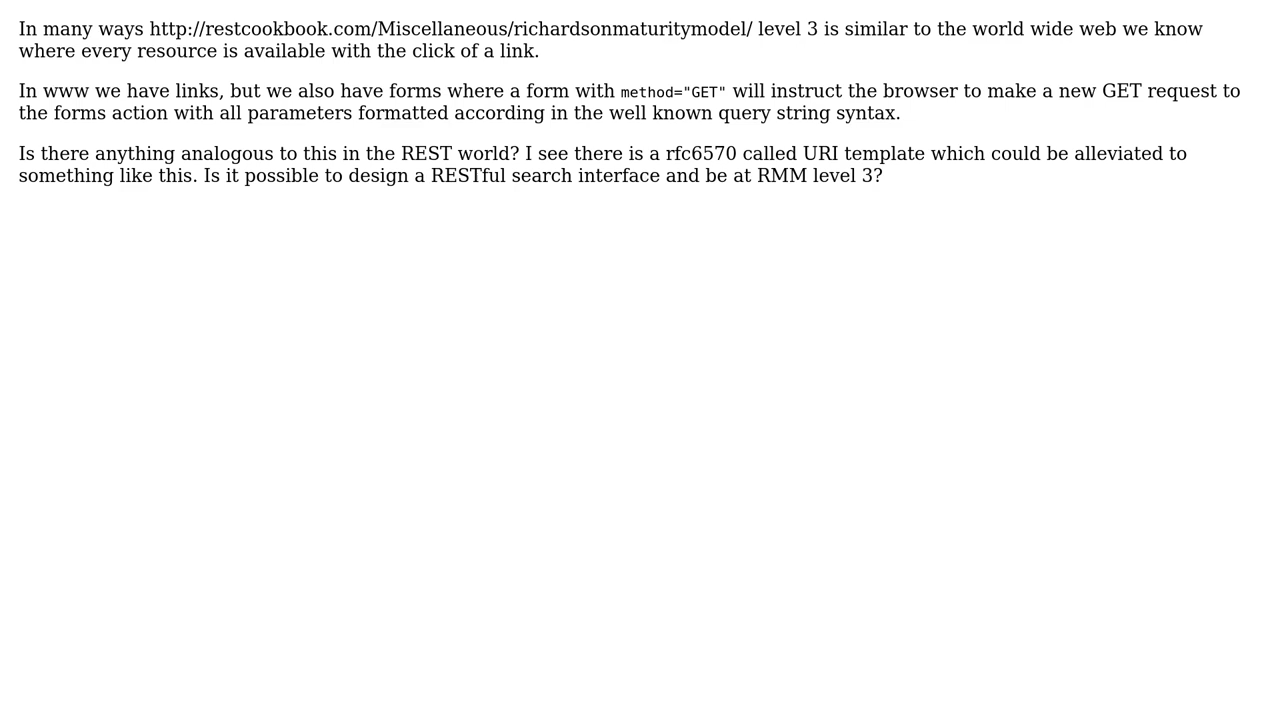 In many ways http://restcookbook.com/Miscellaneous/richardsonmaturitymodel/ level 3 is similar to the world wide web we know
where every resource is available with the click of a link.
In www we have links, but we also have forms where a form with method="GET" will instruct the browser to make a new GET request to
the forms action with all parameters formatted according in the well known query string syntax.
Is there anything analogous to this in the REST world? I see there is a rfc6570 called URI template which could be alleviated to
something like this. Is it possible to design a RESTful search interface and be at RMM level 3?